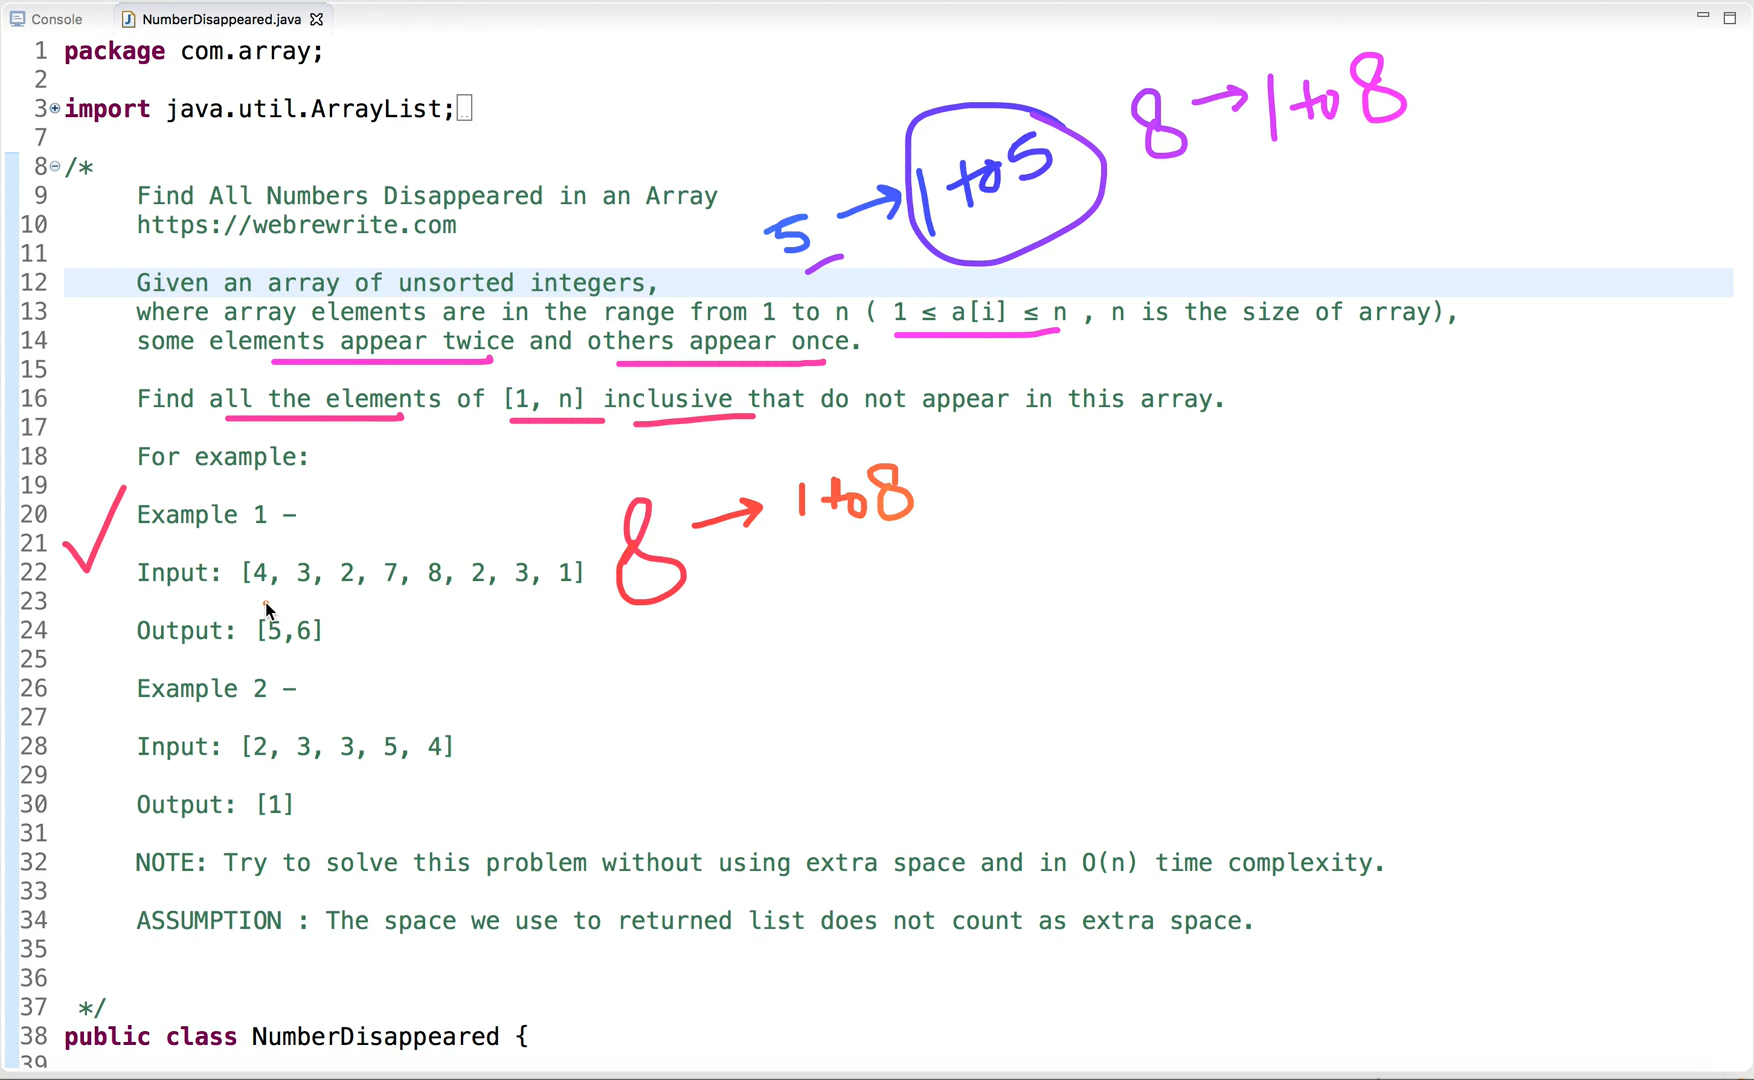 Console NumberDisappeared.java
1 package com.array;
2
3 import java.util.ArrayList;
7
8 /*
9 Find All Numbers Disappeared in an Array
10 https://webrewrite.com
11
12 Given an array of unsorted integers,
13 where array elements are in the range from 1 to n ( 1 ≤ a[i] ≤ n , n is the size of array),
14 some elements appear twice and others appear once.
15
16 Find all the elements of [1, n] inclusive that do not appear in this array.
17
18 For example:
19
20 Example 1 –
21
22 Input: [4, 3, 2, 7, 8, 2, 3, 1]
23
24 Output: [5,6]
25
26 Example 2 –
27
28 Input: [2, 3, 3, 5, 4]
29
30 Output: [1]
31
32 NOTE: Try to solve this problem without using extra space and in O(n) time complexity.
33
34 ASSUMPTION : The space we use to returned list does not count as extra space.
35
36
37 */
38 public class NumberDisappeared {
39
5 → 1 to 5
8 → 1 to 8
8 → 1 to 8